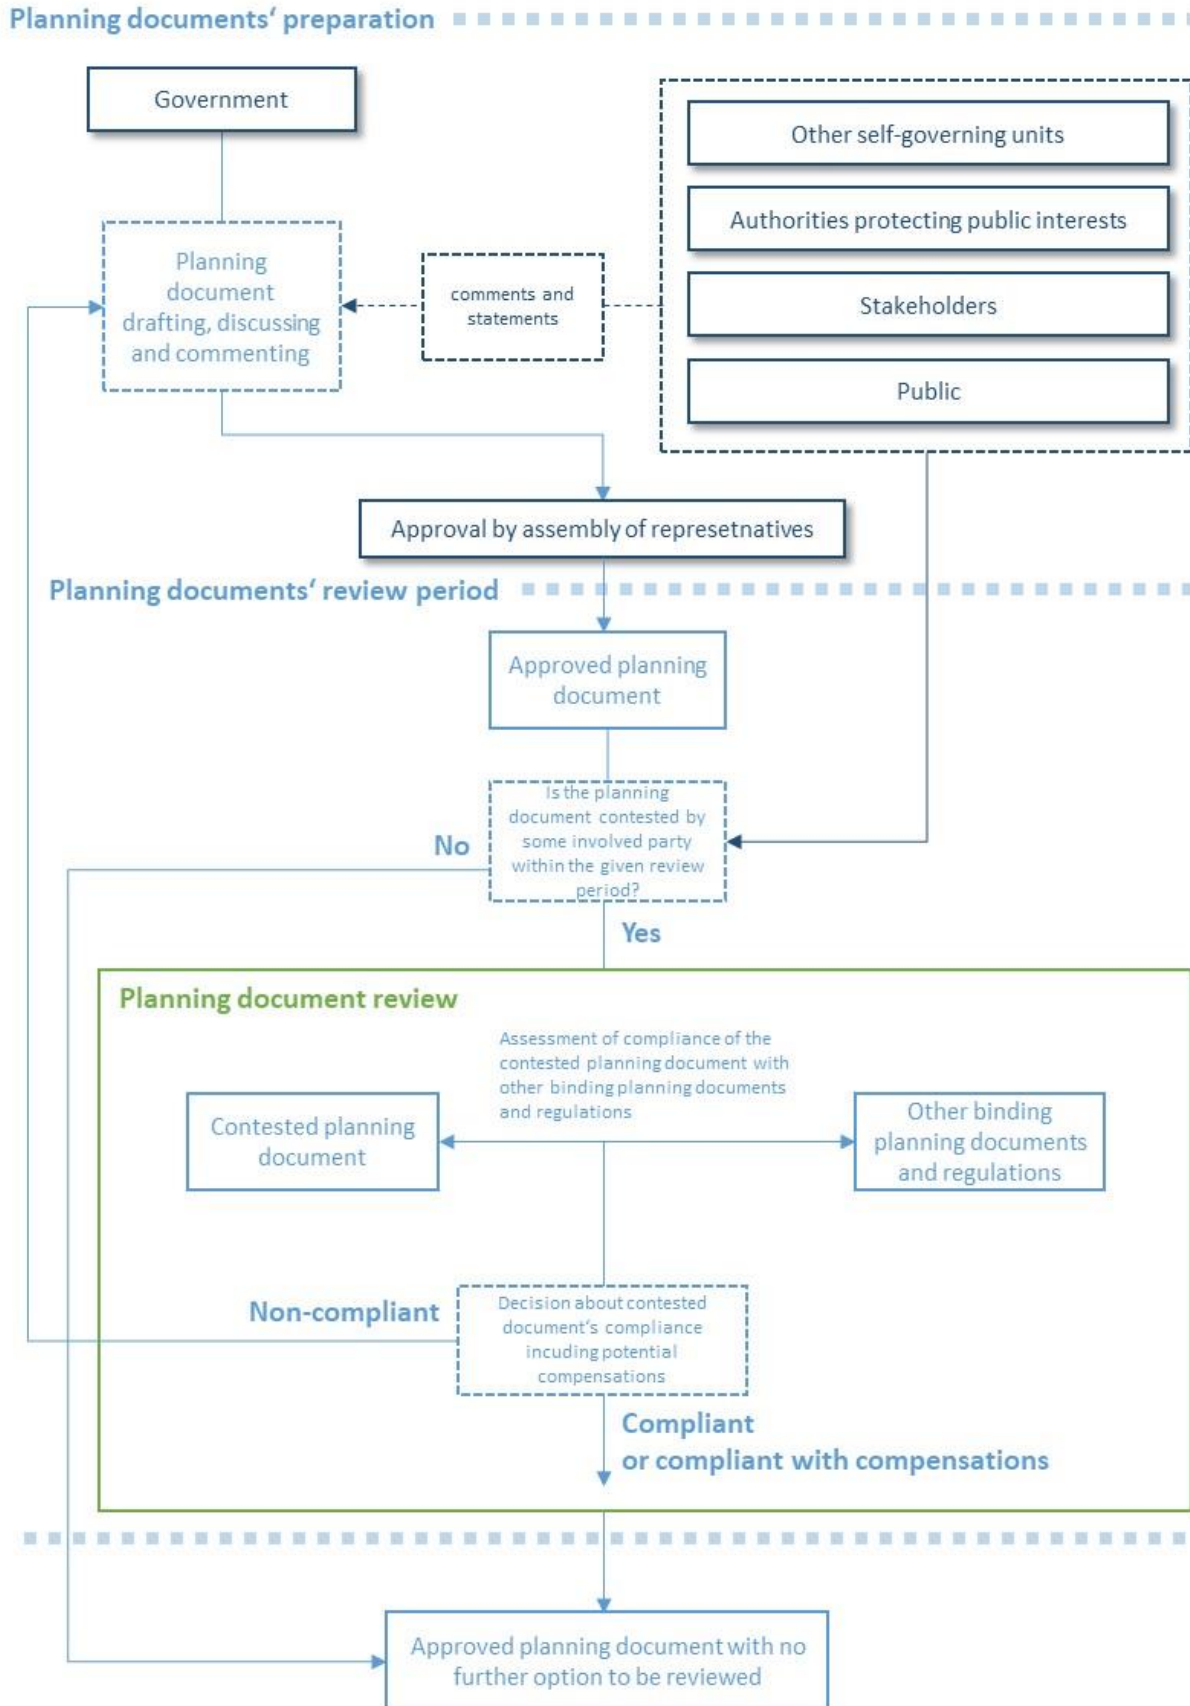 Planning documents‘ preparation
Government
Other self-governing units
Authorities protecting public interests
Stakeholders
Public
Planning
document
drafting, discussing
and commenting
comments and
statements
Approval by assembly of represetnatives
Planning documents‘ review period
Approved planning
document
Is the planning
document contested by
some involved party
within the given review
period?
No
Yes
Planning document review
Assessment of compliance of the
contested planning document with
other binding planning documents
and regulations
Contested planning
document
Other binding
planning documents
and regulations
Non-compliant
Decision about contested
document‘s compliance
incuding potential
compensations
Compliant
or compliant with compensations
Approved planning document with no
further option to be reviewed